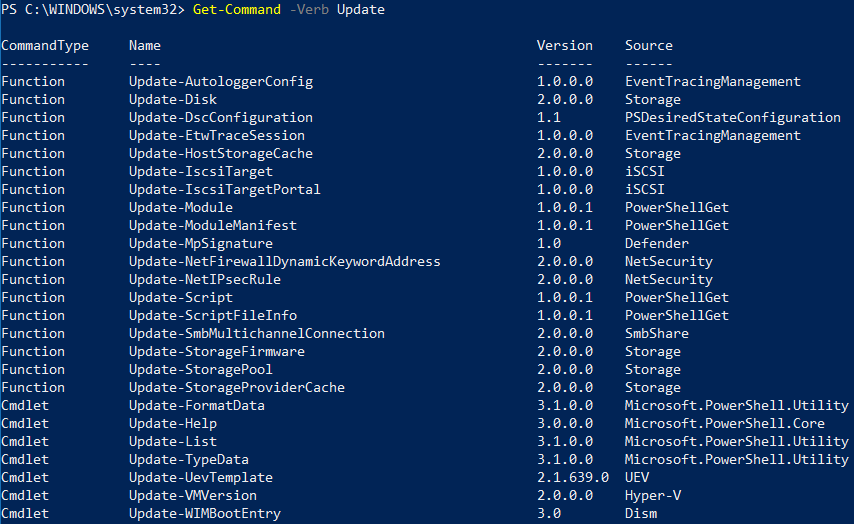 PS C:\WINDOWS\system32> Get-Command -Verb Update
CommandType     Name                                               Version    Source
-----------     ----                                               -------    ------
Function        Update-AutologgerConfig                            1.0.0.0    EventTracingManagement
Function        Update-Disk                                        2.0.0.0    Storage
Function        Update-DscConfiguration                            1.1        PSDesiredStateConfiguration
Function        Update-EtwTraceSession                             1.0.0.0    EventTracingManagement
Function        Update-HostStorageCache                            2.0.0.0    Storage
Function        Update-IscsiTarget                                 1.0.0.0    iSCSI
Function        Update-IscsiTargetPortal                           1.0.0.0    iSCSI
Function        Update-Module                                      1.0.0.1    PowerShellGet
Function        Update-ModuleManifest                              1.0.0.1    PowerShellGet
Function        Update-MpSignature                                 1.0        Defender
Function        Update-NetFirewallDynamicKeywordAddress            2.0.0.0    NetSecurity
Function        Update-NetIPsecRule                                2.0.0.0    NetSecurity
Function        Update-Script                                      1.0.0.1    PowerShellGet
Function        Update-ScriptFileInfo                              1.0.0.1    PowerShellGet
Function        Update-SmbMultichannelConnection                   2.0.0.0    SmbShare
Function        Update-StorageFirmware                             2.0.0.0    Storage
Function        Update-StoragePool                                 2.0.0.0    Storage
Function        Update-StorageProviderCache                        2.0.0.0    Storage
Cmdlet          Update-FormatData                                  3.1.0.0    Microsoft.PowerShell.Utility
Cmdlet          Update-Help                                        3.0.0.0    Microsoft.PowerShell.Core
Cmdlet          Update-List                                        3.1.0.0    Microsoft.PowerShell.Utility
Cmdlet          Update-TypeData                                    3.1.0.0    Microsoft.PowerShell.Utility
Cmdlet          Update-UevTemplate                                 2.1.639.0  UEV
Cmdlet          Update-VMVersion                                   2.0.0.0    Hyper-V
Cmdlet          Update-WIMBootEntry                                3.0        Dism